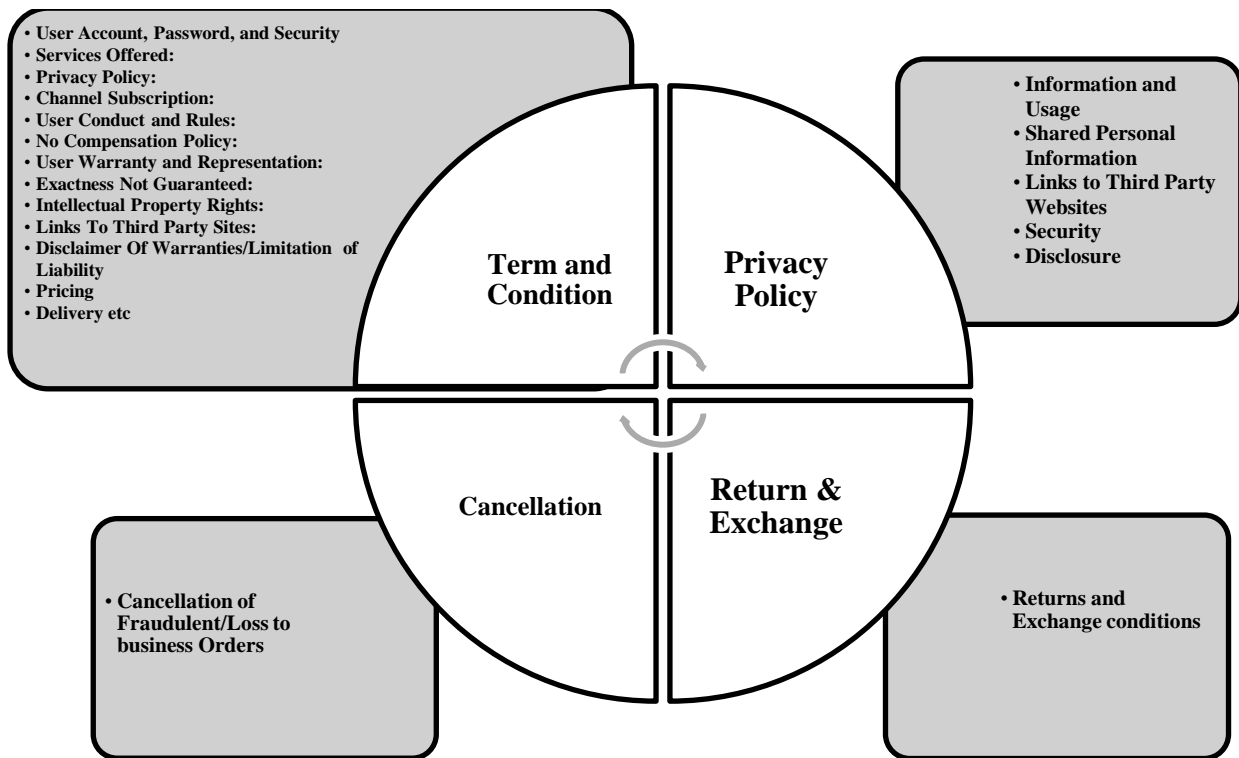 • User Account, Password, and Security
• Services Offered:
• Privacy Policy:
• Channel Subscription:
• User Conduct and Rules:
• No Compensation Policy:
• User Warranty and Representation:
• Exactness Not Guaranteed:
• Intellectual Property Rights:
• Links To Third Party Sites:
• Disclaimer Of Warranties/Limitation of
Liability
• Pricing
• Delivery etc
• Information and
Usage
• Shared Personal
Information
• Links to Third Party
Websites
• Security
• Disclosure
Term and
Condition
Privacy
Policy
Cancellation
Return &
Exchange
• Cancellation of
Fraudulent/Loss to
business Orders
• Returns and
Exchange conditions